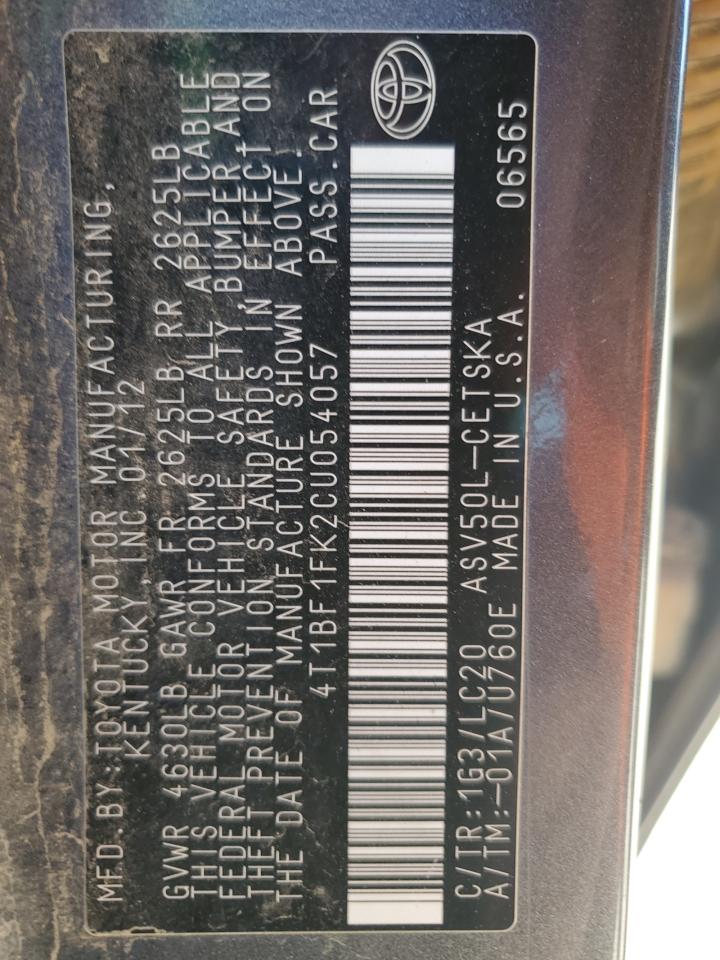 MFD.BY:TOYOTA MOTOR MANUFACTURING,
KENTUCKY,INC 01/12
GVWR 4630LB GAWR FR 2625LB RR 2625LB
THIS VEHICLE CONFORMS TO ALL APPLICABLE
FEDERAL MOTOR VEHICLE SAFETY BUMPER,AND
THEFT PREVENTION STANDARDS IN EFFECT ON
THE DATE OF MANUFACTURE SHOWN ABOVE.
4T1BF1FK2CU054057 PASS.CAR
C/TR:1G3/LC20 ASV50L-CETSKA
A/TM:-01A/U760E MADE IN U.S.A. 06565